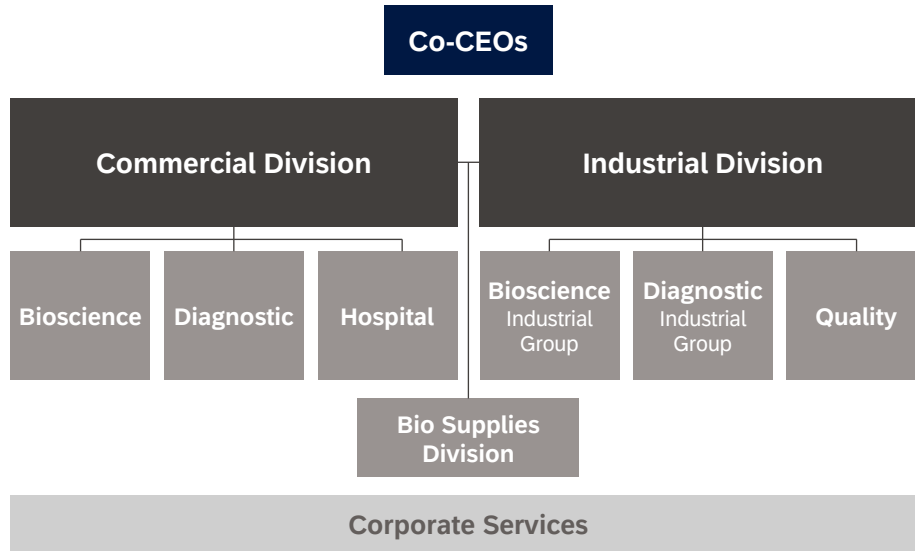 Co-CEOs
Commercial Division
Industrial Division
Bioscience
Diagnostic
Hospital
Bioscience
Industrial
Group
Diagnostic
Industrial
Group
Quality
Bio Supplies
Division
Corporate Services